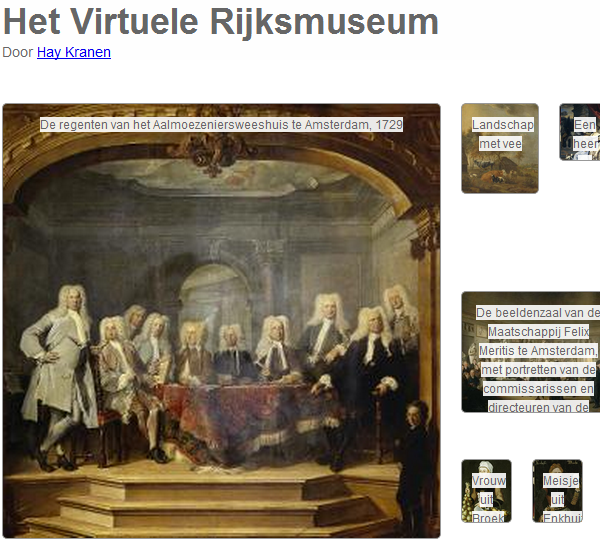 Het Virtuele Rijksmuseum
Door Hay Kranen
De regenten van het Aalmoezeniersweeshuis te Amsterdam, 1729
Landschap
met vee
Een
heer
De beeldenzaal van de
Maatschappij Felix
Meritis te Amsterdam,
met portretten van de
commissarissen en
directeuren van de
Vrouw
uit
Broek
Meisje
uit
Enkhui